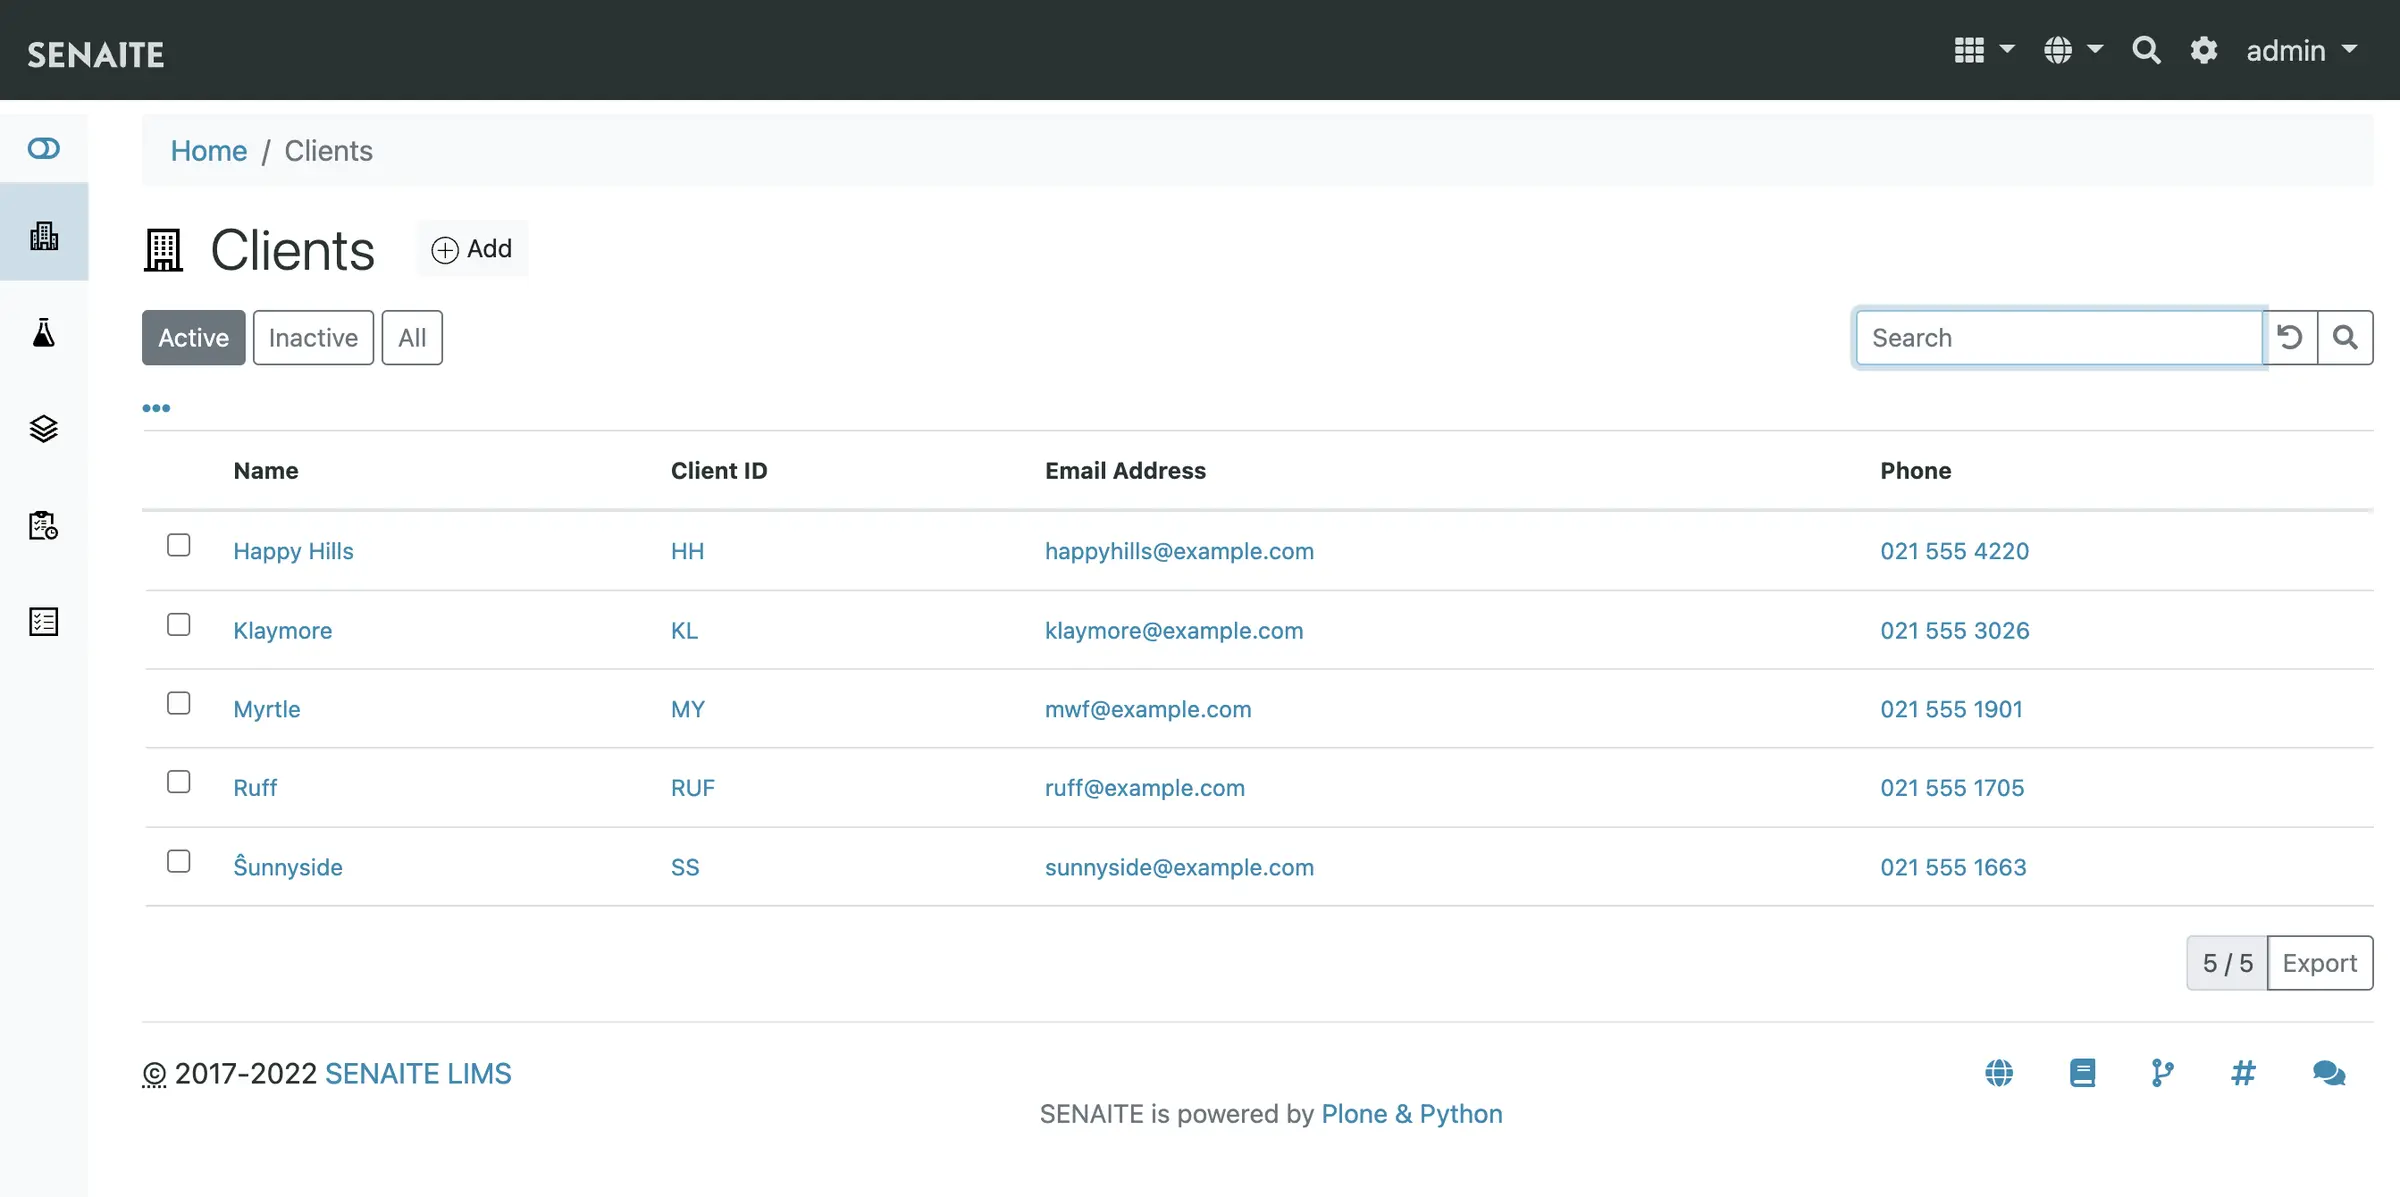 SENAITE
admin
Home / Clients
Clients
Add
Active Inactive All
Search
Name Client ID Email Address Phone
Happy Hills HH happyhills@example.com 021 555 4220
Klaymore KL klaymore@example.com 021 555 3026
Myrtle MY mwf@example.com 021 555 1901
Ruff RUF ruff@example.com 021 555 1705
Ŝunnyside SS sunnyside@example.com 021 555 1663
5 / 5 Export
© 2017-2022 SENAITE LIMS
SENAITE is powered by Plone & Python